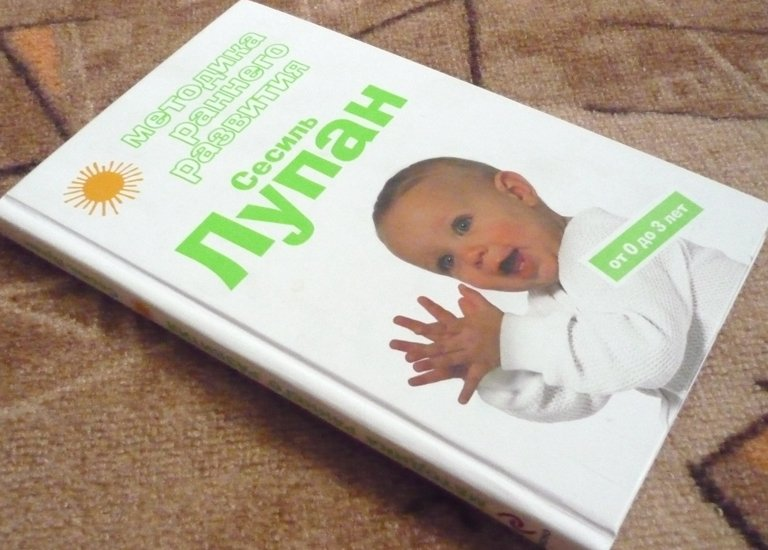 методика
раннего
развития
Сесиль
Лупан
от 0 до 3 лет